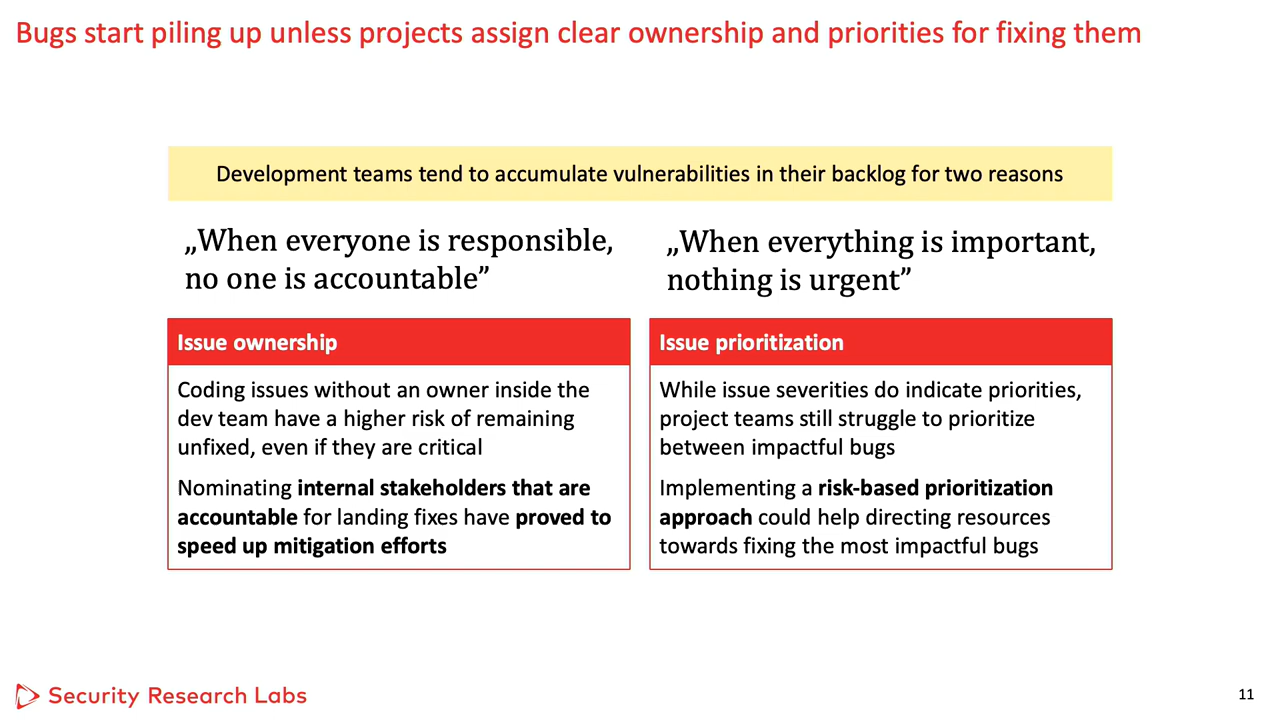 Bugs start piling up unless projects assign clear ownership and priorities for fixing them
Development teams tend to accumulate vulnerabilities in their backlog for two reasons
„When everyone is responsible,
no one is accountable”
„When everything is important,
nothing is urgent”
Issue ownership
Coding issues without an owner inside the
dev team have a higher risk of remaining
unfixed, even if they are critical
Nominating internal stakeholders that are
accountable for landing fixes have proved to
speed up mitigation efforts
Issue prioritization
While issue severities do indicate priorities,
project teams still struggle to prioritize
between impactful bugs
Implementing a risk-based prioritization
approach could help directing resources
towards fixing the most impactful bugs
Security Research Labs
11